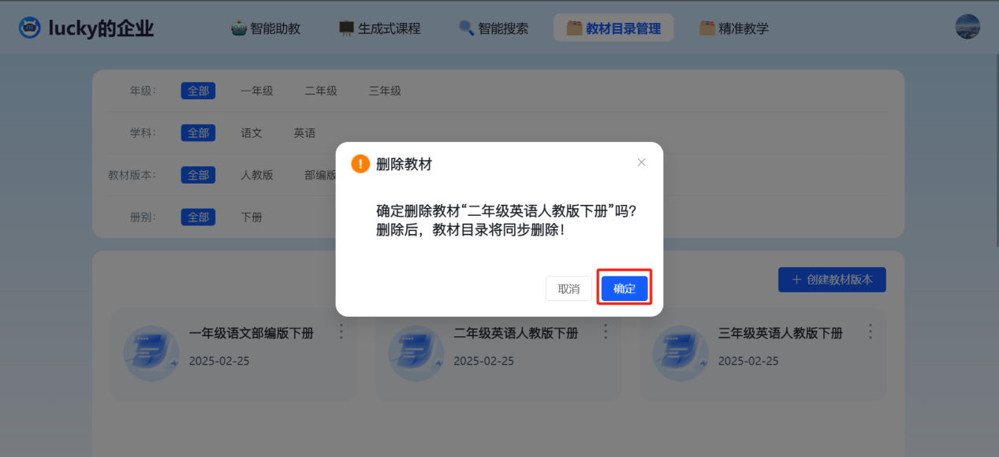 lucky的企业
智能助教
生成式课程
智能搜索
教材目录管理
精准教学
年级：
全部
一年级
二年级
三年级
学科：
全部
语文
英语
教材版本：
全部
人教版
部编版
册别：
全部
下册
删除教材
确定删除教材“二年级英语人教版下册”吗?
删除后，教材目录将同步删除！
取消
确定
＋ 创建教材版本
一年级语文部编版下册
2025-02-25
二年级英语人教版下册
2025-02-25
三年级英语人教版下册
2025-02-25